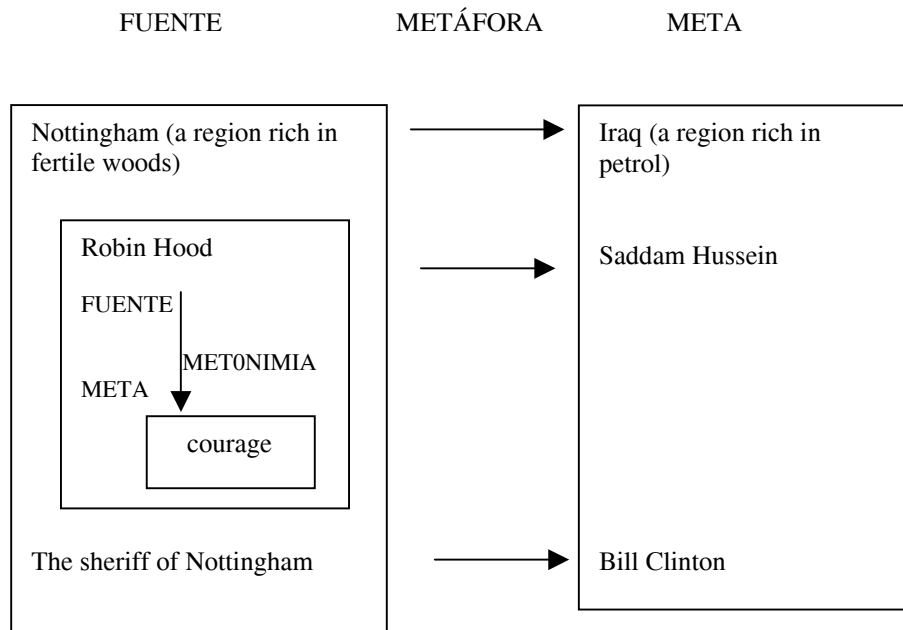 FUENTE METÁFORA META
Nottingham (a region rich in
fertile woods)
Iraq (a region rich in
petrol)
Robin Hood
Saddam Hussein
FUENTE
MET0NIMIA
META
courage
The sheriff of Nottingham
Bill Clinton